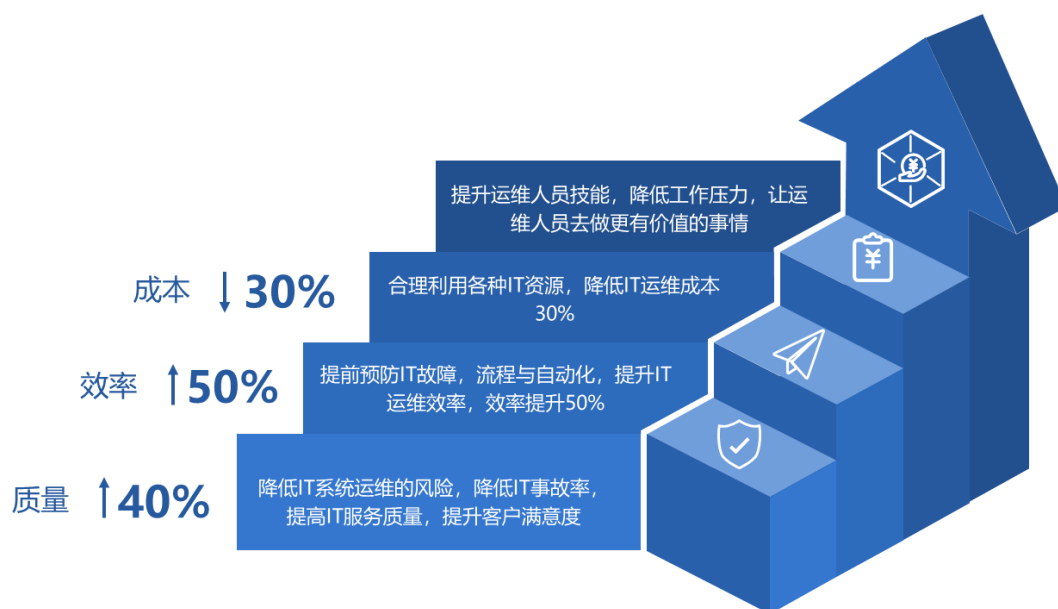 提升运维人员技能，降低工作压力，让运
维人员去做更有价值的事情
成本 ↓ 30%
合理利用各种IT资源，降低IT运维成本
30%
效率 ↑ 50%
提前预防IT故障，流程与自动化，提升IT
运维效率，效率提升50%
质量 ↑ 40%
降低IT系统运维的风险，降低IT事故率，
提高IT服务质量，提升客户满意度
¥
¥